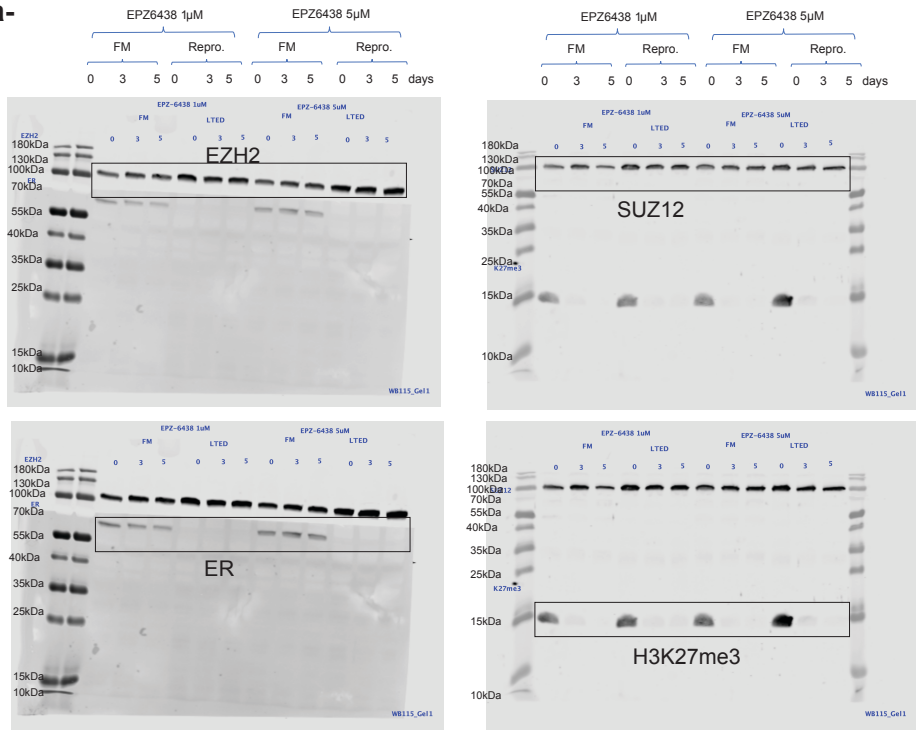 EPZ6438 1µM EPZ6438 5µM
FM Repro. FM Repro.
0 3 5 0 3 5 0 3 5 0 3 5 days
EPZ6438 1µM EPZ6438 5µM
FM Repro. FM Repro.
0 3 5 0 3 5 0 3 5 0 3 5 days
EPZ-6438 1uM EPZ-6438 5uM
FM LTED FM LTED
0 3 5 0 3 5 0 3 5 0 3 5
EZH2
180kDa
130kDa
100kDa
ER
70kDa
55kDa
40kDa
35kDa
25kDa
15kDa
10kDa
EZH2
WB115_Gel1
EPZ-6438 1uM EPZ-6438 5uM
FM LTED FM LTED
0 3 5 0 3 5 0 3 5 0 3 5
180kDa
130kDa
100kDa
70kDa
55kDa
40kDa
35kDa
25kDa
K27me3
15kDa
10kDa
SUZ12
WB115_Gel1
EPZ-6438 1uM EPZ-6438 5uM
FM LTED FM LTED
0 3 5 0 3 5 0 3 5 0 3 5
EZH2
180kDa
130kDa
100kDa
ER
70kDa
55kDa
40kDa
35kDa
25kDa
15kDa
10kDa
ER
WB115_Gel1
EPZ-6438 1uM EPZ-6438 5uM
FM LTED FM LTED
0 3 5 0 3 5 0 3 5 0 3 5
180kDa
130kDa
100kDa
70kDa
55kDa
40kDa
35kDa
25kDa
K27me3
15kDa
10kDa
H3K27me3
WB115_Gel1